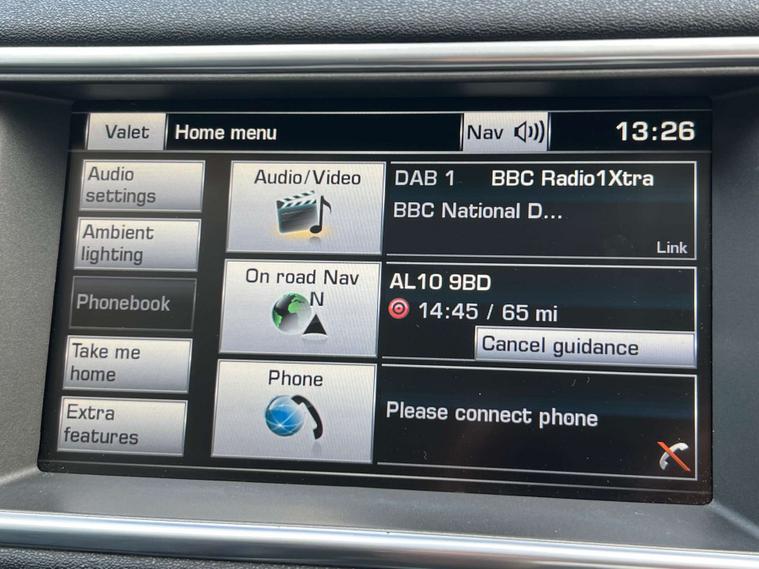 Valet
Home menu
Nav
13:26
Audio
settings
Ambient
lighting
Phonebook
Take me
home
Extra
features
Audio/Video
On road Nav
N
Phone
DAB 1 BBC Radio1Xtra
BBC National D...
Link
AL10 9BD
14:45 / 65 mi
Cancel guidance
Please connect phone